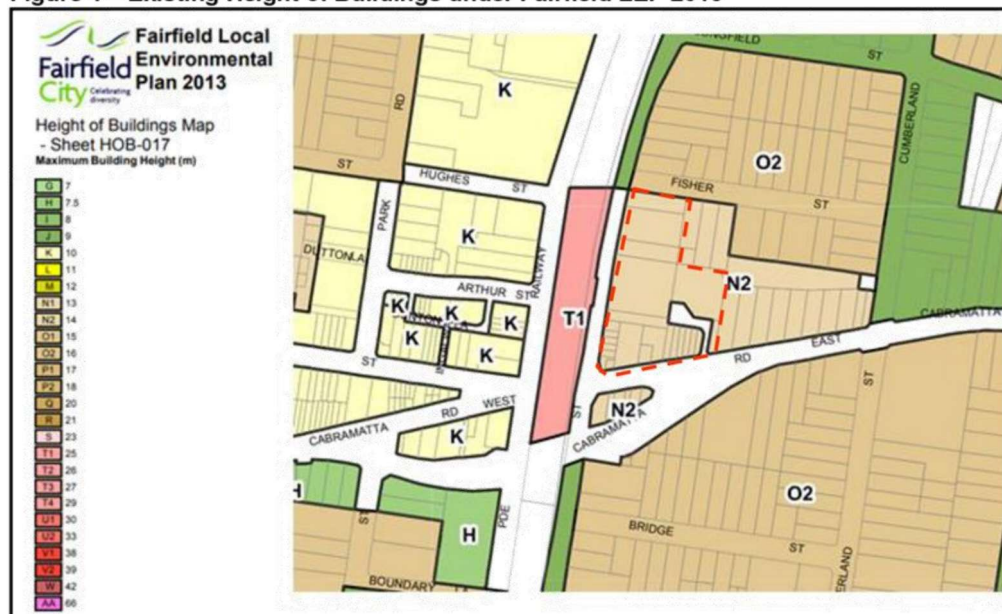 Figure 1 – Existing Height of Buildings under Fairfield LEP 2013
Fairfield
City Celebrating diversity
Fairfield Local
Environmental
Plan 2013
Height of Buildings Map
- Sheet HOB-017
Maximum Building Height (m)
G 7
H 7.5
I 8
J 9
K 10
L 11
M 12
N1 13
N2 14
O1 15
O2 16
P1 17
P2 18
Q 20
R 21
S 23
T1 25
T2 26
T3 27
T4 29
U1 30
U2 33
V1 38
V2 39
W 42
AA 66
ST
RD
K
CUMBERLAND
O2
ST
HUGHES ST
FISHER
ST
PARK
K
DUTTON LA
RAILWAY
ARTHUR ST
N2
K
K
K
T1
K
K
CABRAMATTA
EAST
RD
ST
ST
WEST
RD
CABRAMATTA
K
ST
N2
CABRAMATTA
H
O2
ST
H
PDE
BRIDGE
ST
BOUNDARY